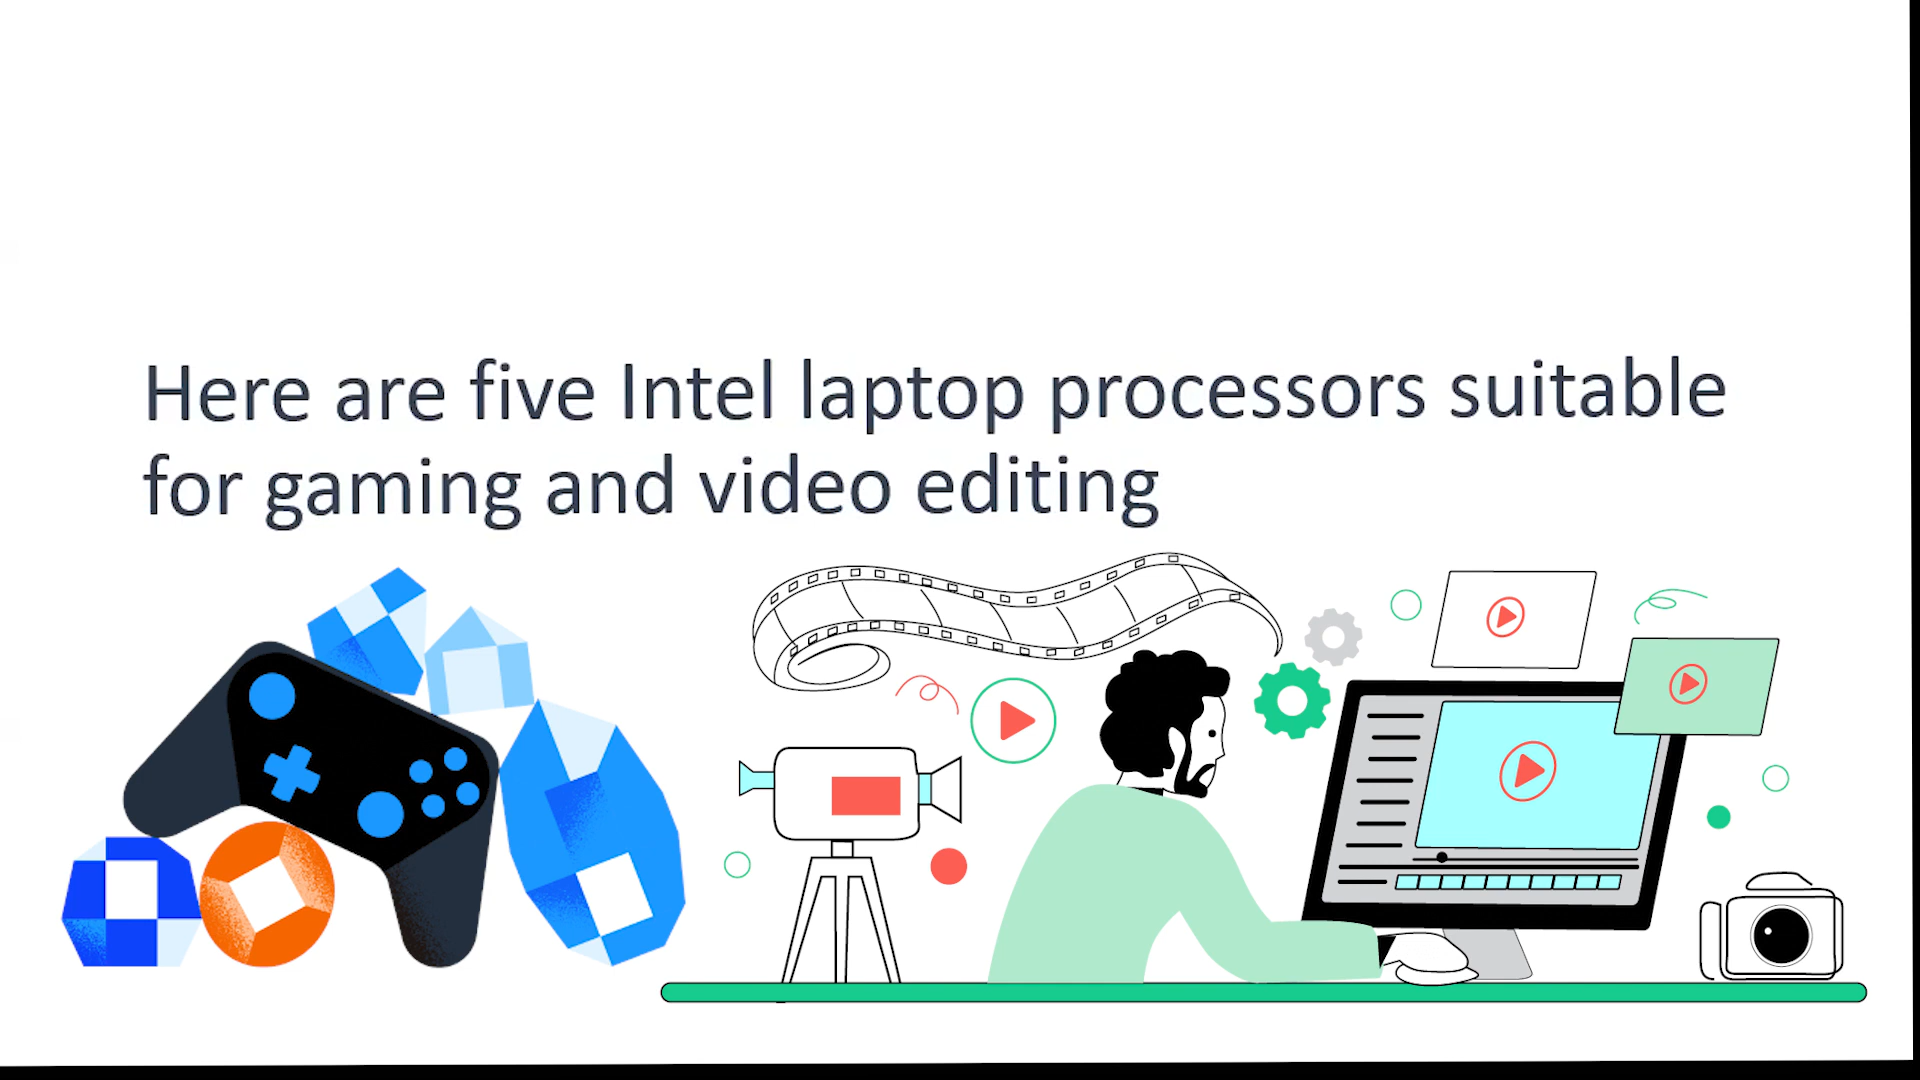 Here are five Intel laptop processors suitable
for gaming and video editing